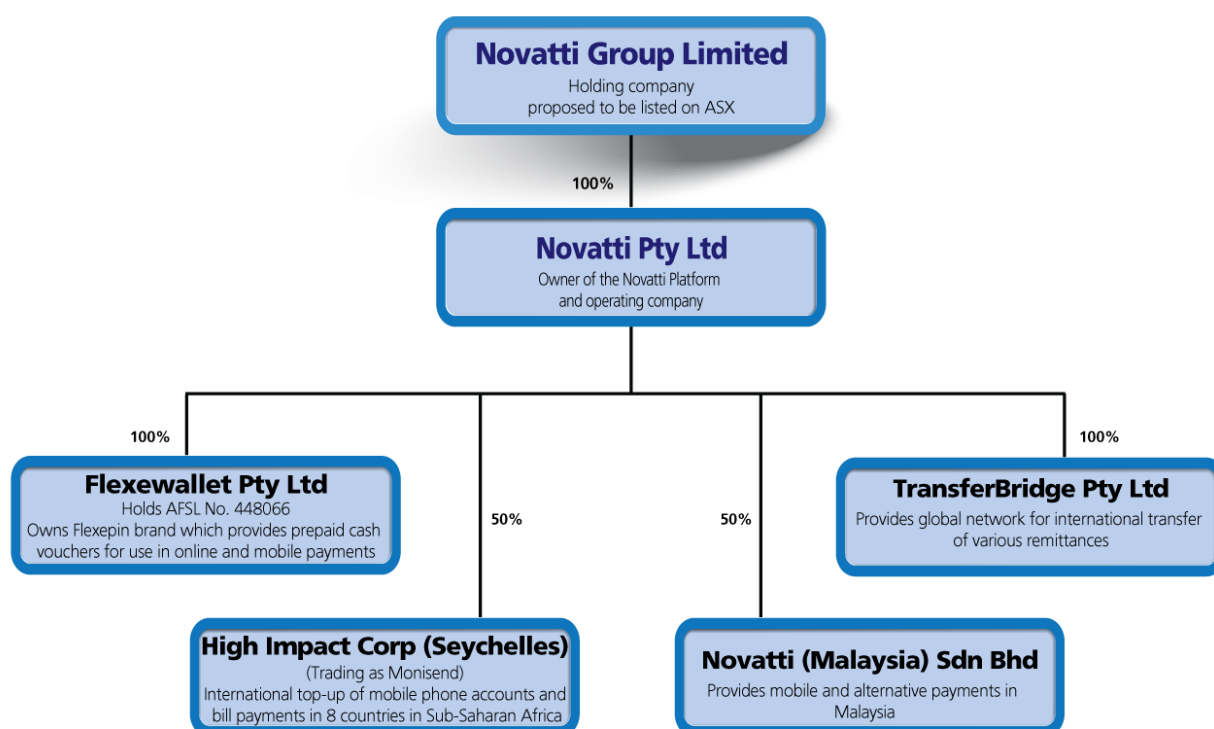 Novatti Group Limited
Holding company
proposed to be listed on ASX
100%
Novatti Pty Ltd
Owner of the Novatti Platform
and operating company
100%
100%
Flexewallet Pty Ltd
Holds AFSL No. 448066
Owns Flexepin brand which provides prepaid cash
vouchers for use in online and mobile payments
TransferBridge Pty Ltd
Provides global network for international transfer
of various remittances
50%
50%
High Impact Corp (Seychelles)
(Trading as Monisend)
International top-up of mobile phone accounts and
bill payments in 8 countries in Sub-Saharan Africa
Novatti (Malaysia) Sdn Bhd
Provides mobile and alternative payments in
Malaysia